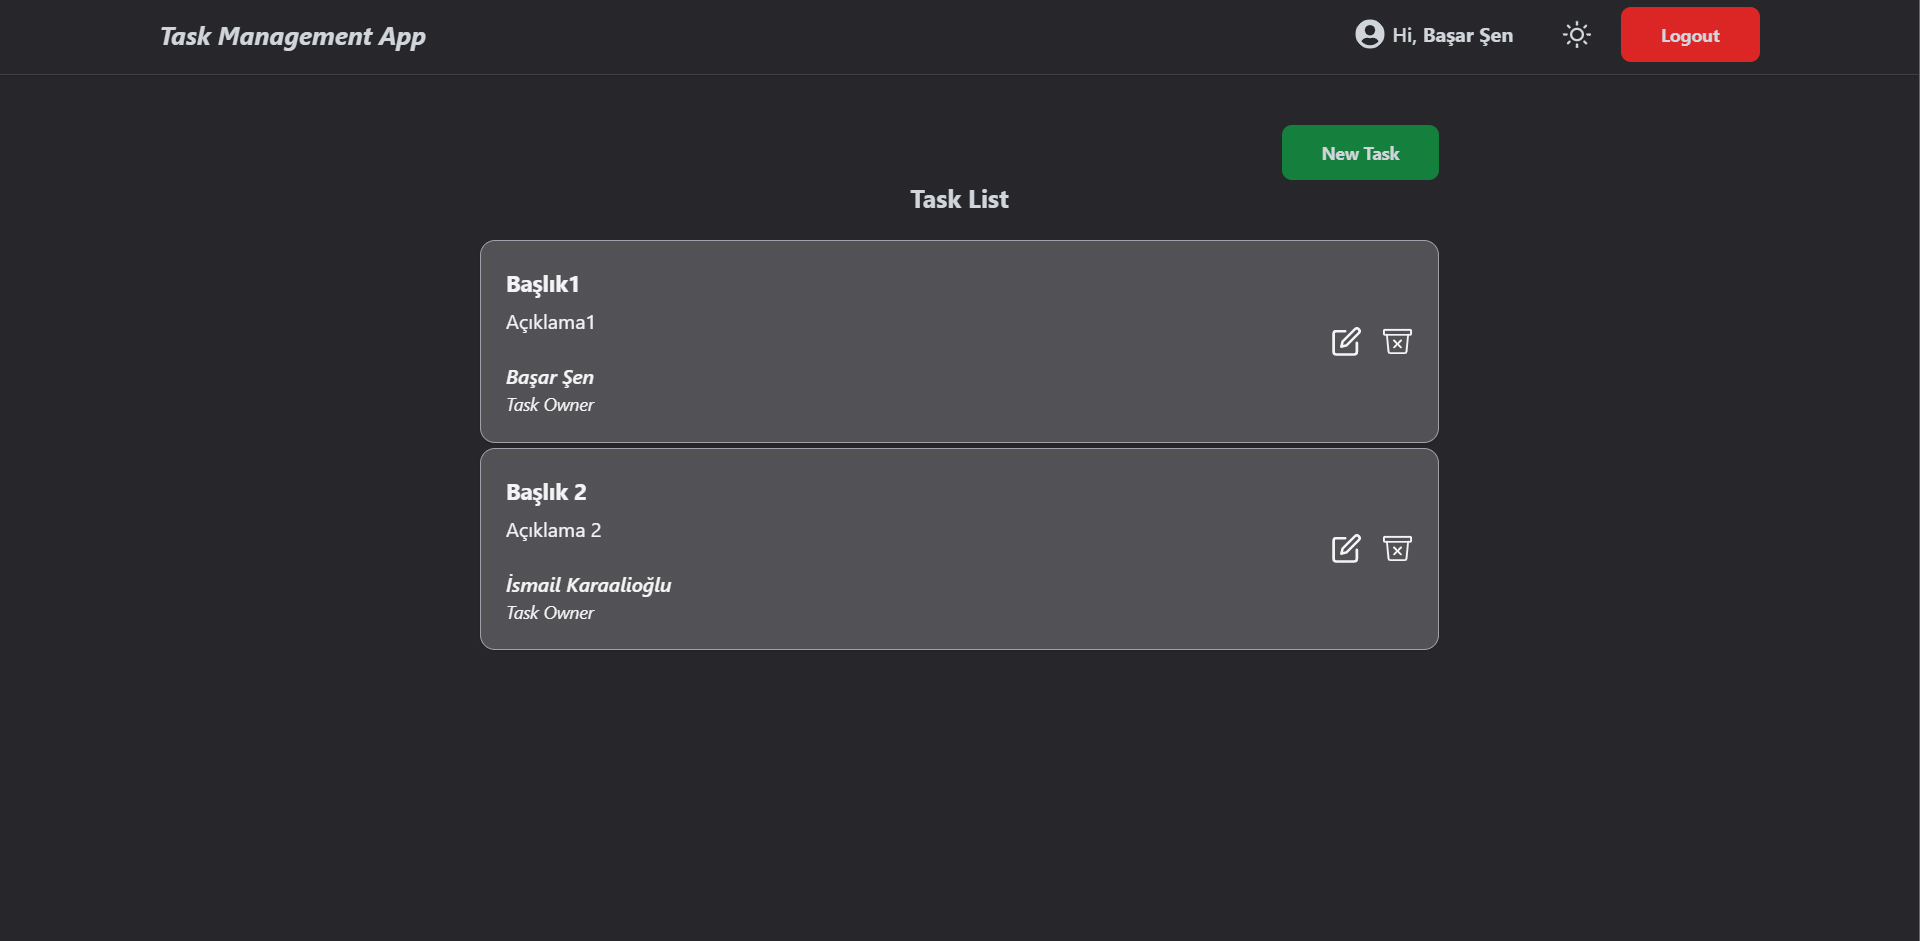 Task Management App
Hi, Başar Şen
Logout
New Task
Task List
Başlık1
Açıklama1
Başar Şen
Task Owner
Başlık 2
Açıklama 2
İsmail Karaalioğlu
Task Owner